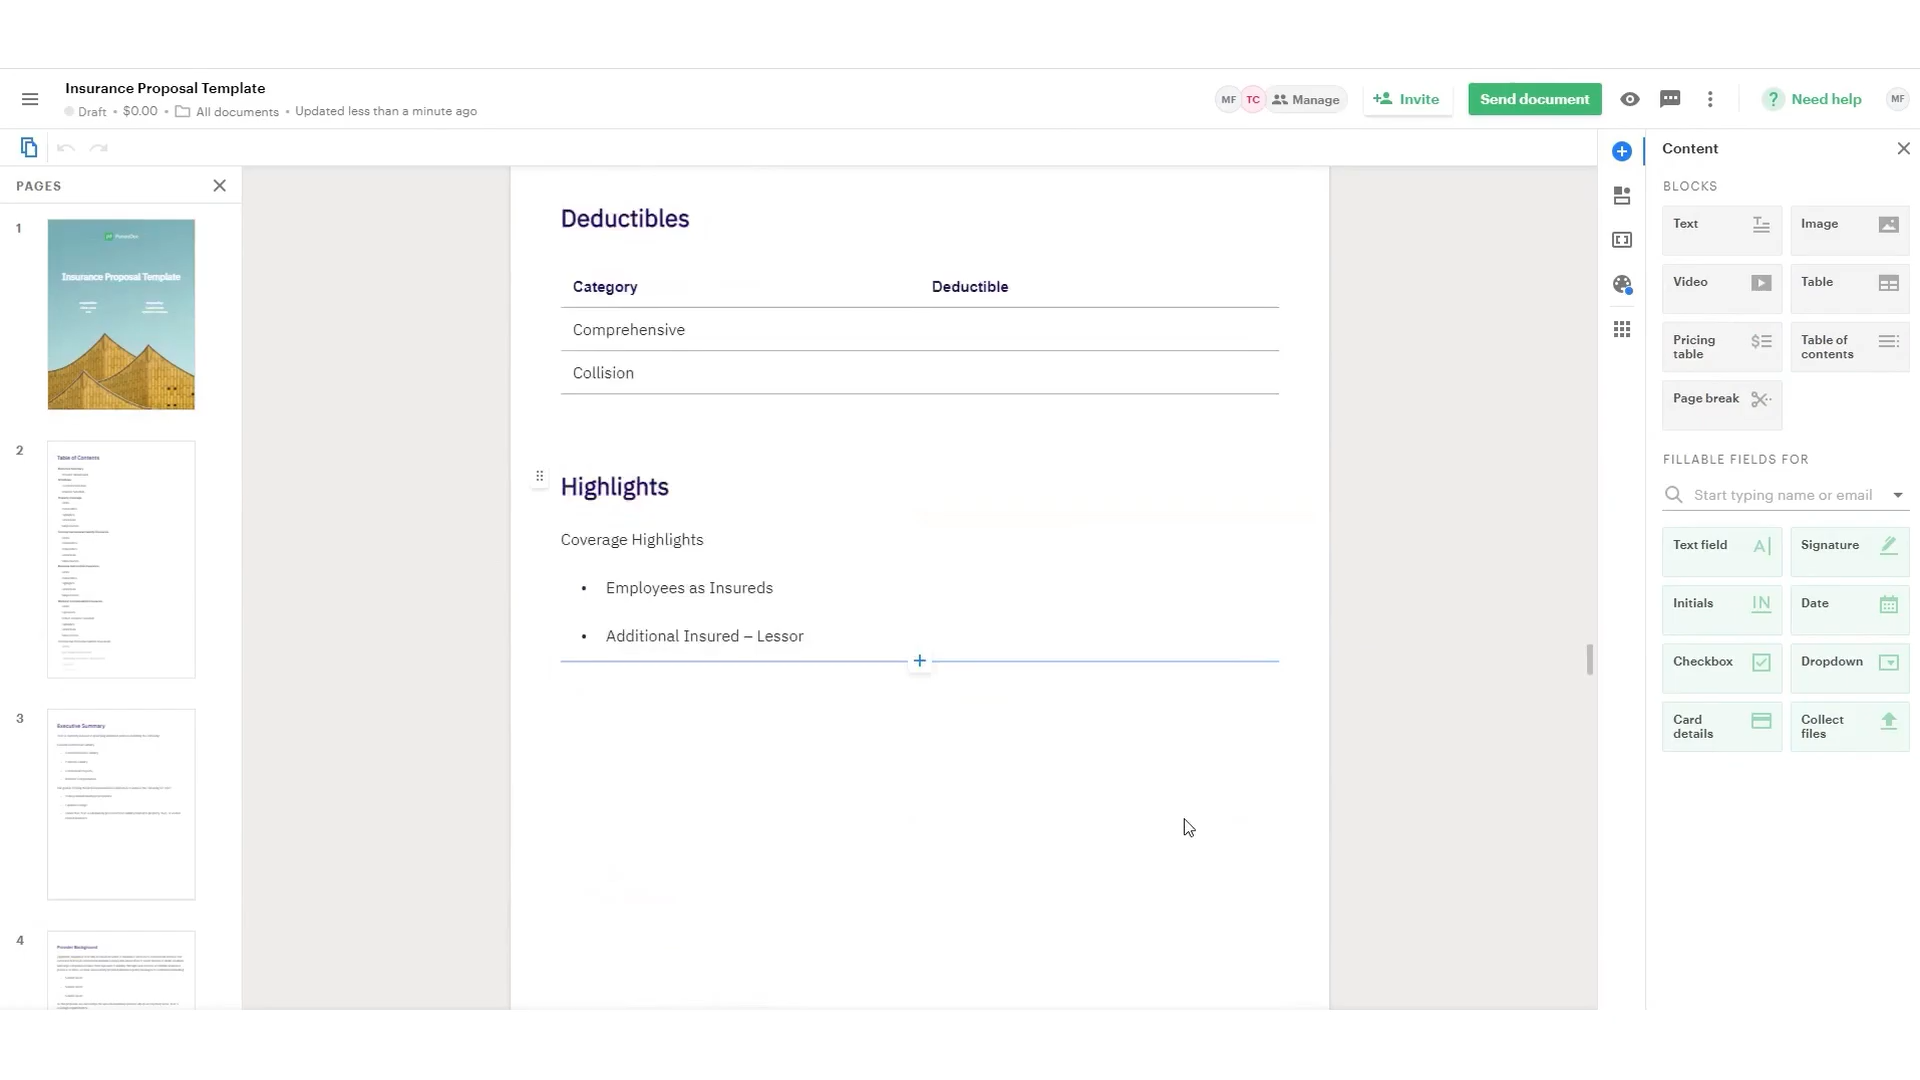 Insurance Proposal Template
Draft • $0.00 • All documents • Updated less than a minute ago
MF TC Manage
Invite
Send document
Need help
MF
PAGES
1
Insurance Proposal Template
2
Table of Contents
3
Executive Summary
4
Provider Background
Deductibles
Category Deductible
Comprehensive
Collision
Highlights
Coverage Highlights
• Employees as Insureds
• Additional Insured – Lessor
Content
BLOCKS
Text
Image
Video
Table
Pricing
table
Table of
contents
Page break
FILLABLE FIELDS FOR
Start typing name or email
Text field
Signature
Initials
Date
Checkbox
Dropdown
Card
details
Collect
files